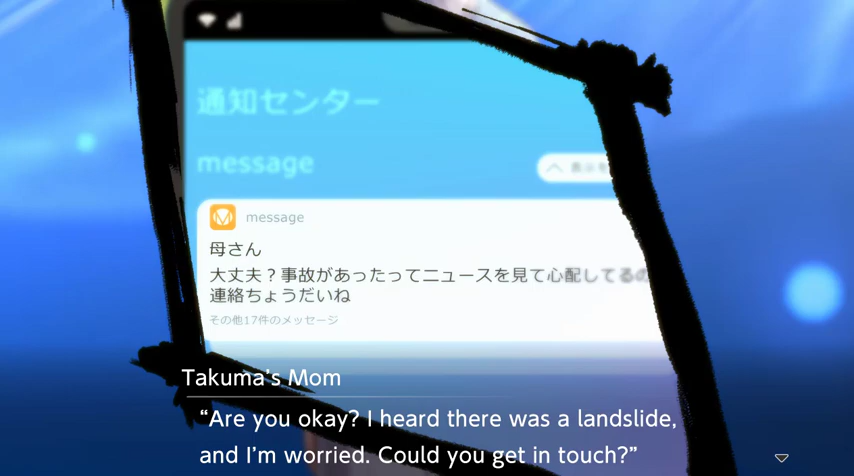 通知センター
message
message
母さん
大丈夫？事故があったってニュースを見て心配してるの
連絡ちょうだいね
その他17件のメッセージ
Takuma's Mom
“Are you okay? I heard there was a landslide,
and I'm worried. Could you get in touch?”